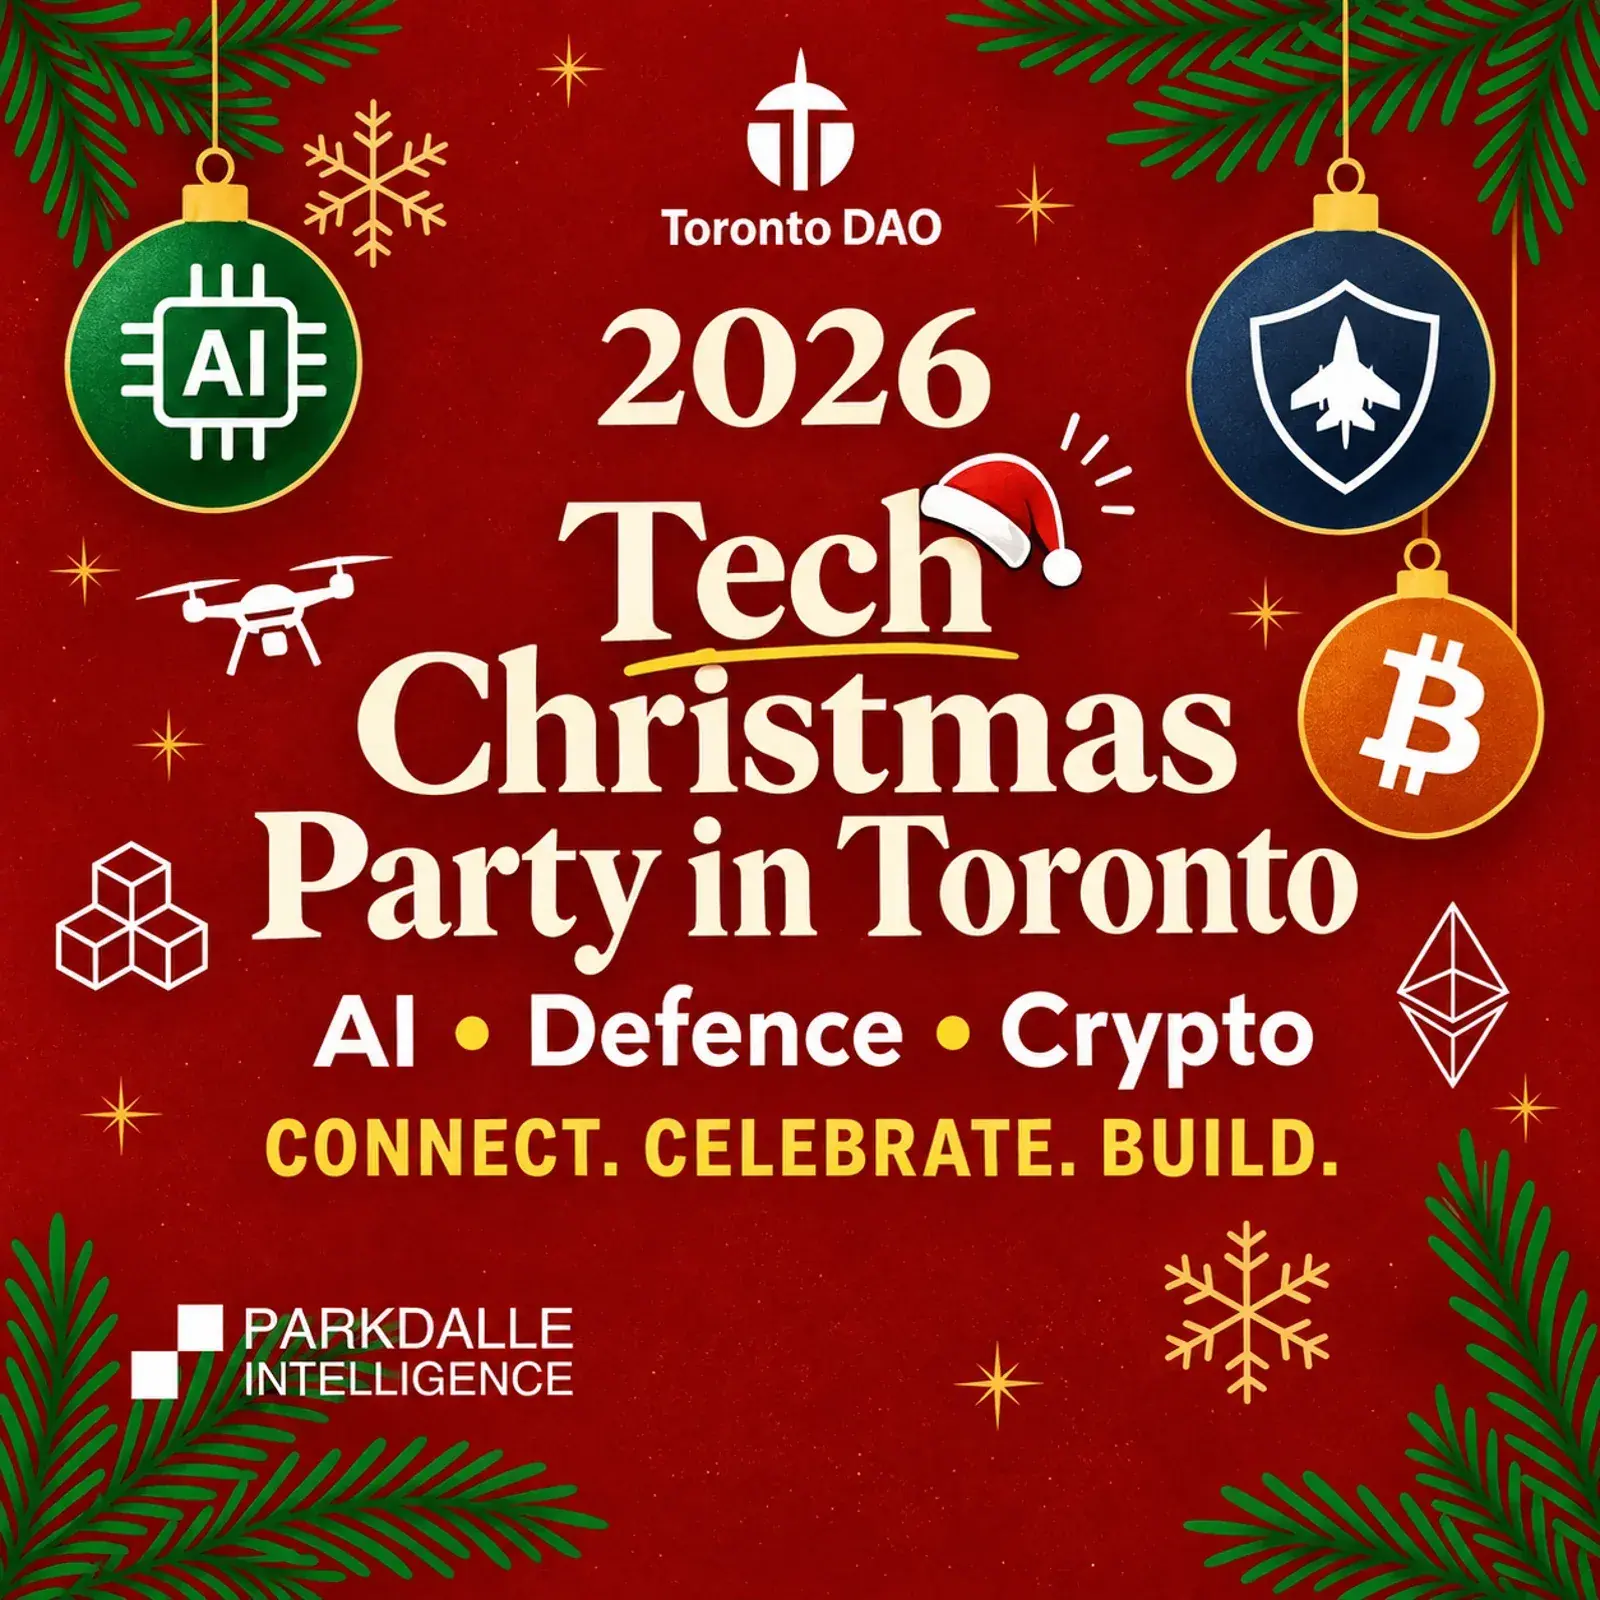 Toronto DAO
2026
AI
Tech
Christmas
Party in Toronto
AI • Defence • Crypto
CONNECT. CELEBRATE. BUILD.
PARKDALLE
INTELLIGENCE